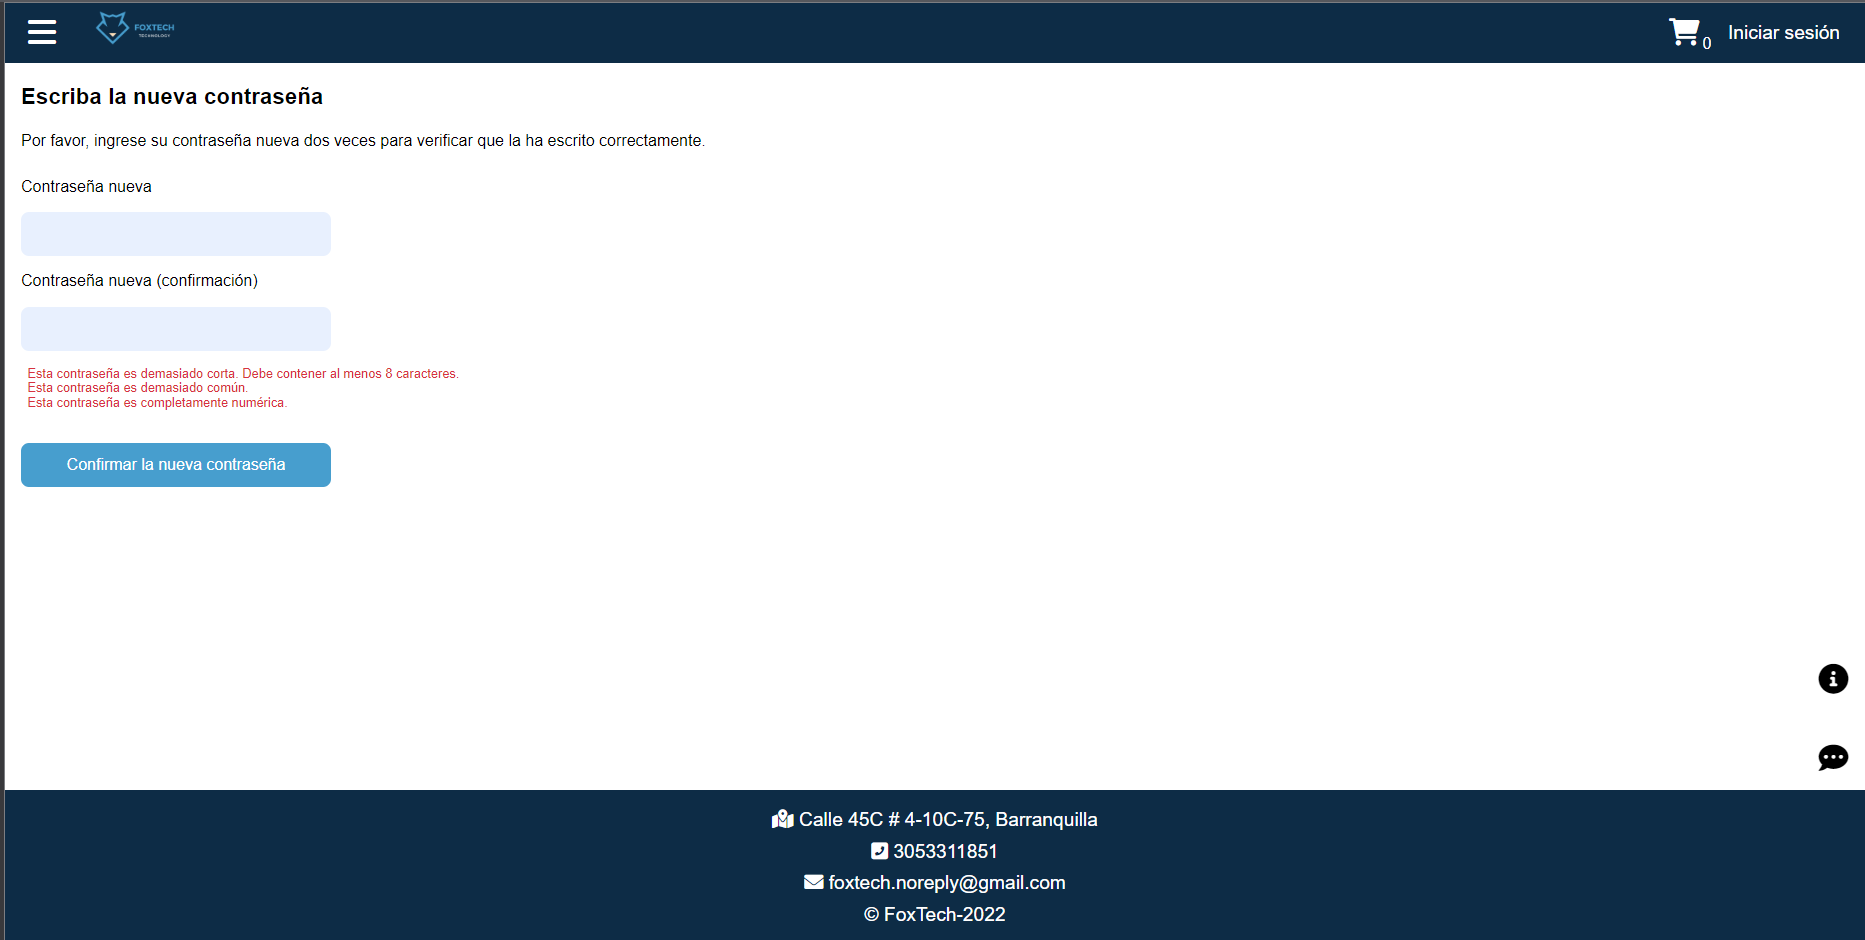 FOXTECH
TECHNOLOGY
0
Iniciar sesión
Escriba la nueva contraseña
Por favor, ingrese su contraseña nueva dos veces para verificar que la ha escrito correctamente.
Contraseña nueva
Contraseña nueva (confirmación)
Esta contraseña es demasiado corta. Debe contener al menos 8 caracteres.
Esta contraseña es demasiado común.
Esta contraseña es completamente numérica.
Confirmar la nueva contraseña
Calle 45C # 4-10C-75, Barranquilla
3053311851
foxtech.noreply@gmail.com
© FoxTech-2022